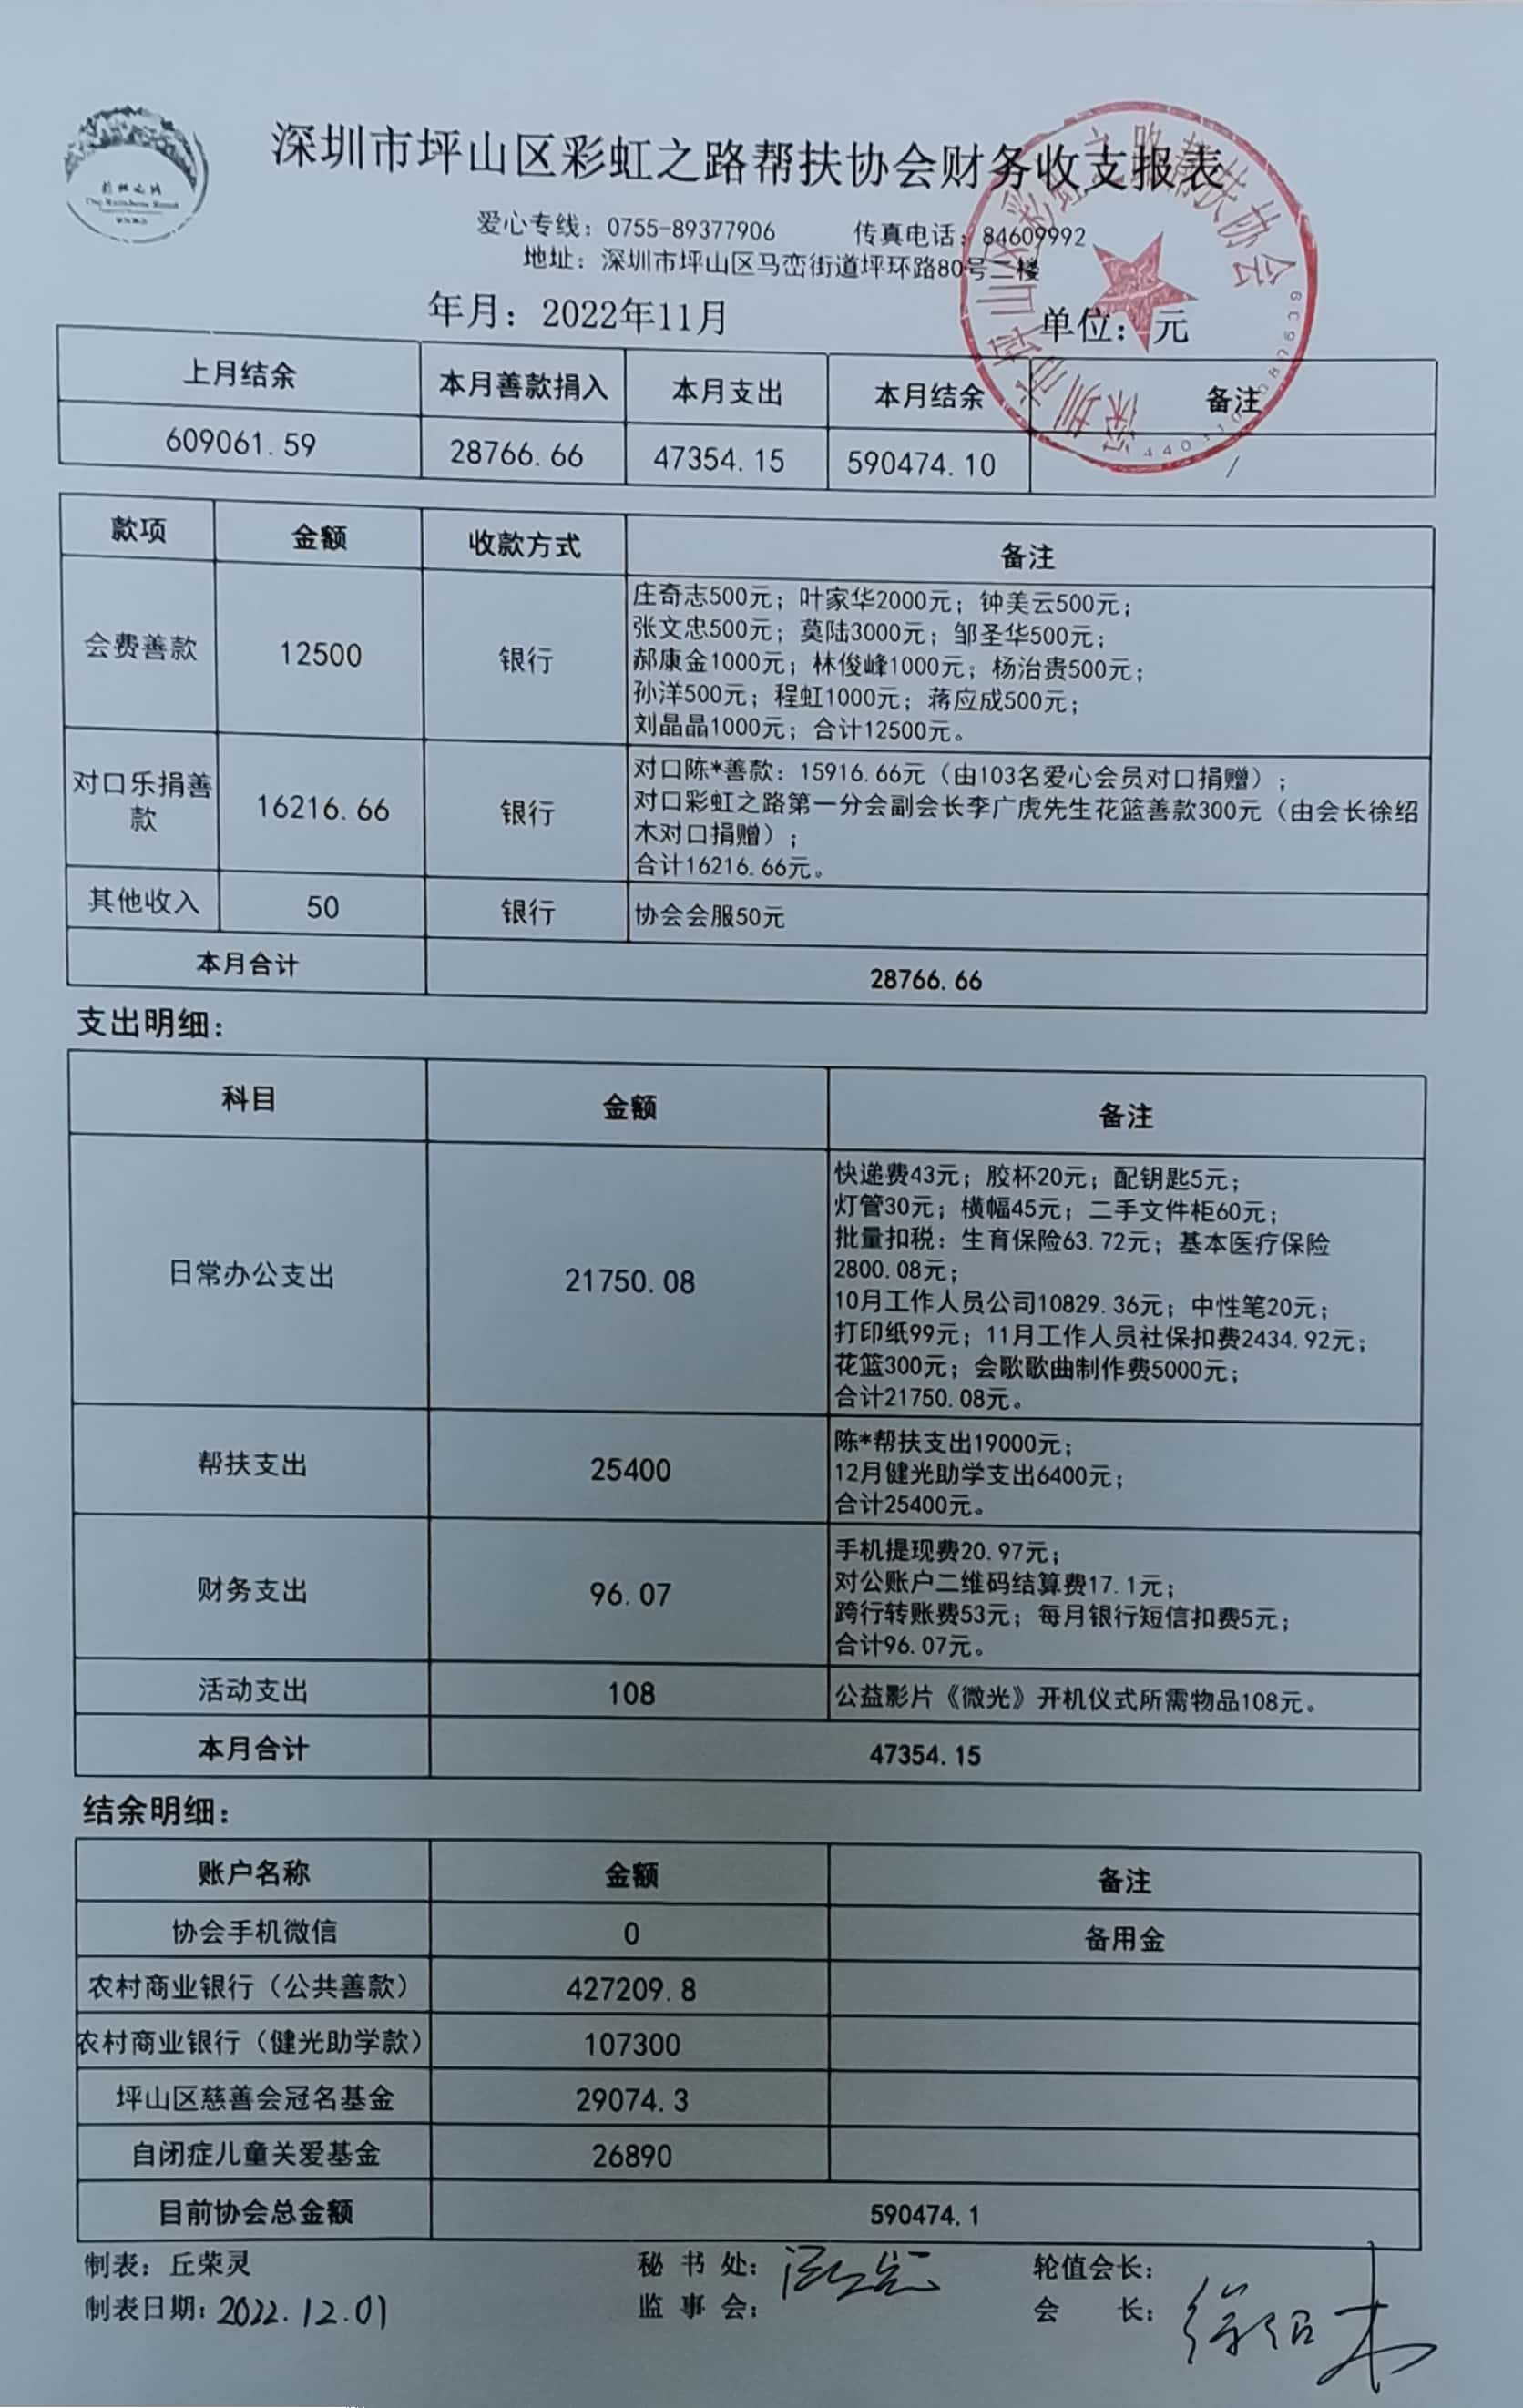 深圳市坪山区彩虹之路帮扶协会财务收支报表
彩虹之路
The Rainbow Road
爱心专线：0755-89377906 传真电话：84609992
地址：深圳市坪山区马峦街道坪环路80号二楼
深圳市坪山区彩虹之路帮扶协会
年月：2022年11月 单位：元
上月结余 本月善款捐入 本月支出 本月结余 备注
609061.59 28766.66 47354.15 590474.10 /
款项 金额 收款方式 备注
会费善款 12500 银行
庄奇志500元；叶家华2000元；钟美云500元；
张文忠500元；莫陆3000元；邹圣华500元；
郝康金1000元；林俊峰1000元；杨治贵500元；
孙洋500元；程虹1000元；蒋应成500元；
刘晶晶1000元；合计12500元。
对口乐捐善
款
16216.66 银行
对口陈*善款：15916.66元（由103名爱心会员对口捐赠）；
对口彩虹之路第一分会副会长李广虎先生花篮善款300元（由会长徐绍
木对口捐赠）；
合计16216.66元。
其他收入 50 银行 协会会服50元
本月合计 28766.66
支出明细：
科目 金额 备注
日常办公支出 21750.08
快递费43元；胶杯20元；配钥匙5元；
灯管30元；横幅45元；二手文件柜60元；
批量扣税：生育保险63.72元；基本医疗保险
2800.08元；
10月工作人员公司10829.36元；中性笔20元；
打印纸99元；11月工作人员社保扣费2434.92元；
花篮300元；会歌歌曲制作费5000元；
合计21750.08元。
帮扶支出 25400
陈*帮扶支出19000元；
12月健光助学支出6400元；
合计25400元。
财务支出 96.07
手机提现费20.97元；
对公账户二维码结算费17.1元；
跨行转账费53元；每月银行短信扣费5元；
合计96.07元。
活动支出 108 公益影片《微光》开机仪式所需物品108元。
本月合计 47354.15
结余明细：
账户名称 金额 备注
协会手机微信 0 备用金
农村商业银行（公共善款） 427209.8
农村商业银行（健光助学款） 107300
坪山区慈善会冠名基金 29074.3
自闭症儿童关爱基金 26890
目前协会总金额 590474.1
制表：丘荣灵 秘 书 处： 轮值会长：
制表日期：2022.12.01 监 事 会： 会 长：徐绍木